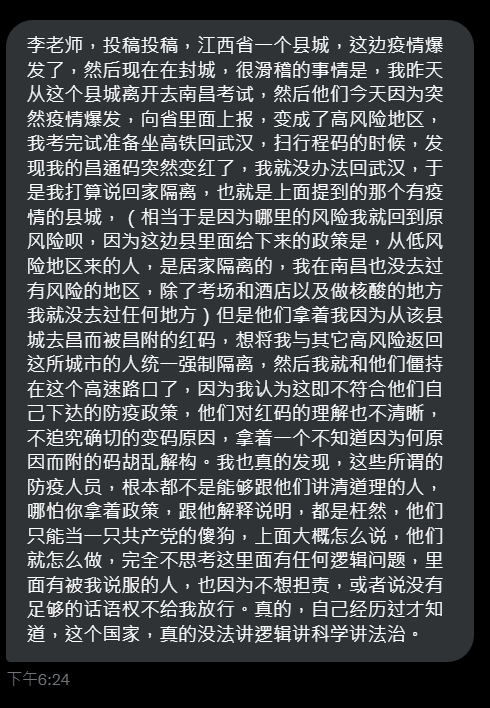 李老师，投稿投稿，江西省一个县城，这边疫情爆
发了，然后现在在封城，很滑稽的事情是，我昨天
从这个县城离开去南昌考试，然后他们今天因为突
然疫情爆发，向省里面上报，变成了高风险地区，
我考完试准备坐高铁回武汉，扫行程码的时候，发
现我的昌通码突然变红了，我就没办法回武汉，于
是我打算说回家隔离，也就是上面提到的那个有疫
情的县城，（相当于是因为哪里的风险我就回到原
风险呗，因为这边县里面给下来的政策是，从低风
险地区来的人，是居家隔离的，我在南昌也没去过
有风险的地区，除了考场和酒店以及做核酸的地方
我就没去过任何地方）但是他们拿着我因为从该县
城去昌而被昌附的红码，想将我与其它高风险返回
这所城市的人统一强制隔离，然后我就和他们僵持
在这个高速路口了，因为我认为这即不符合他们自
己下达的防疫政策，他们对红码的理解也不清晰，
不追究确切的变码原因，拿着一个不知道因为何原
因而附的码胡乱解构。我也真的发现，这些所谓的
防疫人员，根本都不是能够跟他们讲清道理的人，
哪怕你拿着政策，跟他解释说明，都是枉然，他们
只能当一只共产党的傻狗，上面大概怎么说，他们
就怎么做，完全不思考这里面有任何逻辑问题，里
面有被我说服的人，也因为不想担责，或者说没有
足够的话语权不给我放行。真的，自己经历过才知
道，这个国家，真的没法讲逻辑讲科学讲法治。
下午6:24